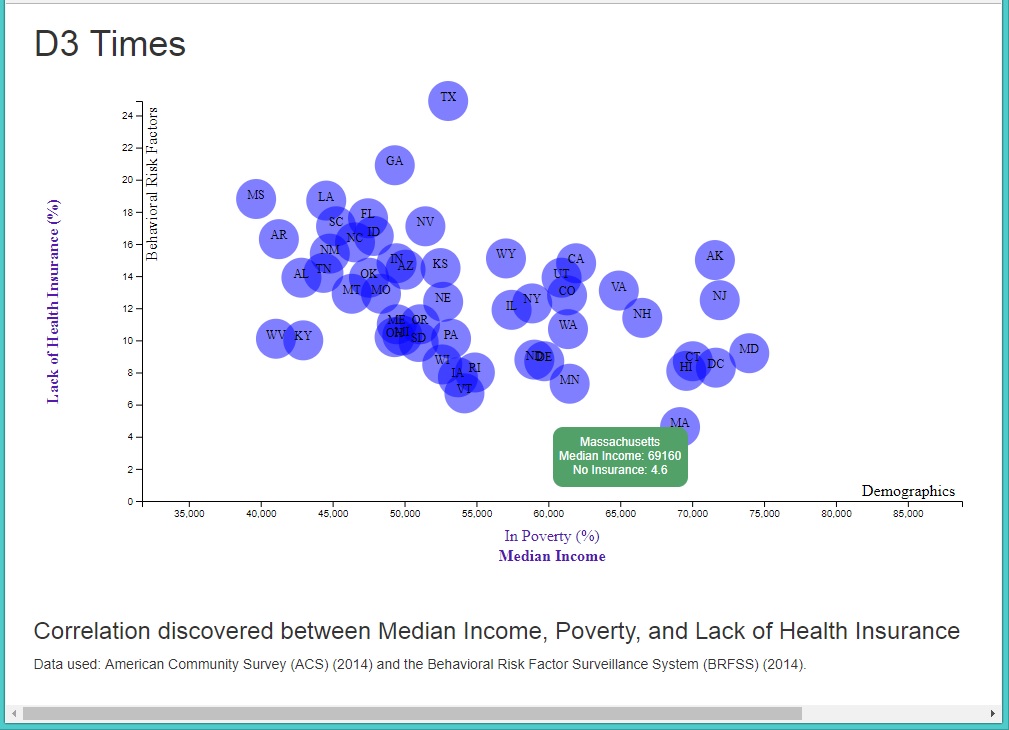 D3 Times
Lack of Health Insurance (%)
Behavioral Risk Factors
24
22
20
18
16
14
12
10
8
6
4
2
0
TX
GA
MS
LA
FL
SC
NV
ID
NC
AR
NM
IN
AZ
KS
WY
CA
AK
UT
TN
AL
OK
MT
MO
CO
VA
NE
NY
IL
NJ
NH
ME
OR
WA
WV
KY
SD
PA
ND
DE
WI
IA
RI
VT
MN
MD
CT
HI
DC
MA
Massachusetts
Median Income: 69160
No Insurance: 4.6
Demographics
35,000
40,000
45,000
50,000
55,000
60,000
65,000
70,000
75,000
80,000
85,000
In Poverty (%)
Median Income
Correlation discovered between Median Income, Poverty, and Lack of Health Insurance
Data used: American Community Survey (ACS) (2014) and the Behavioral Risk Factor Surveillance System (BRFSS) (2014).